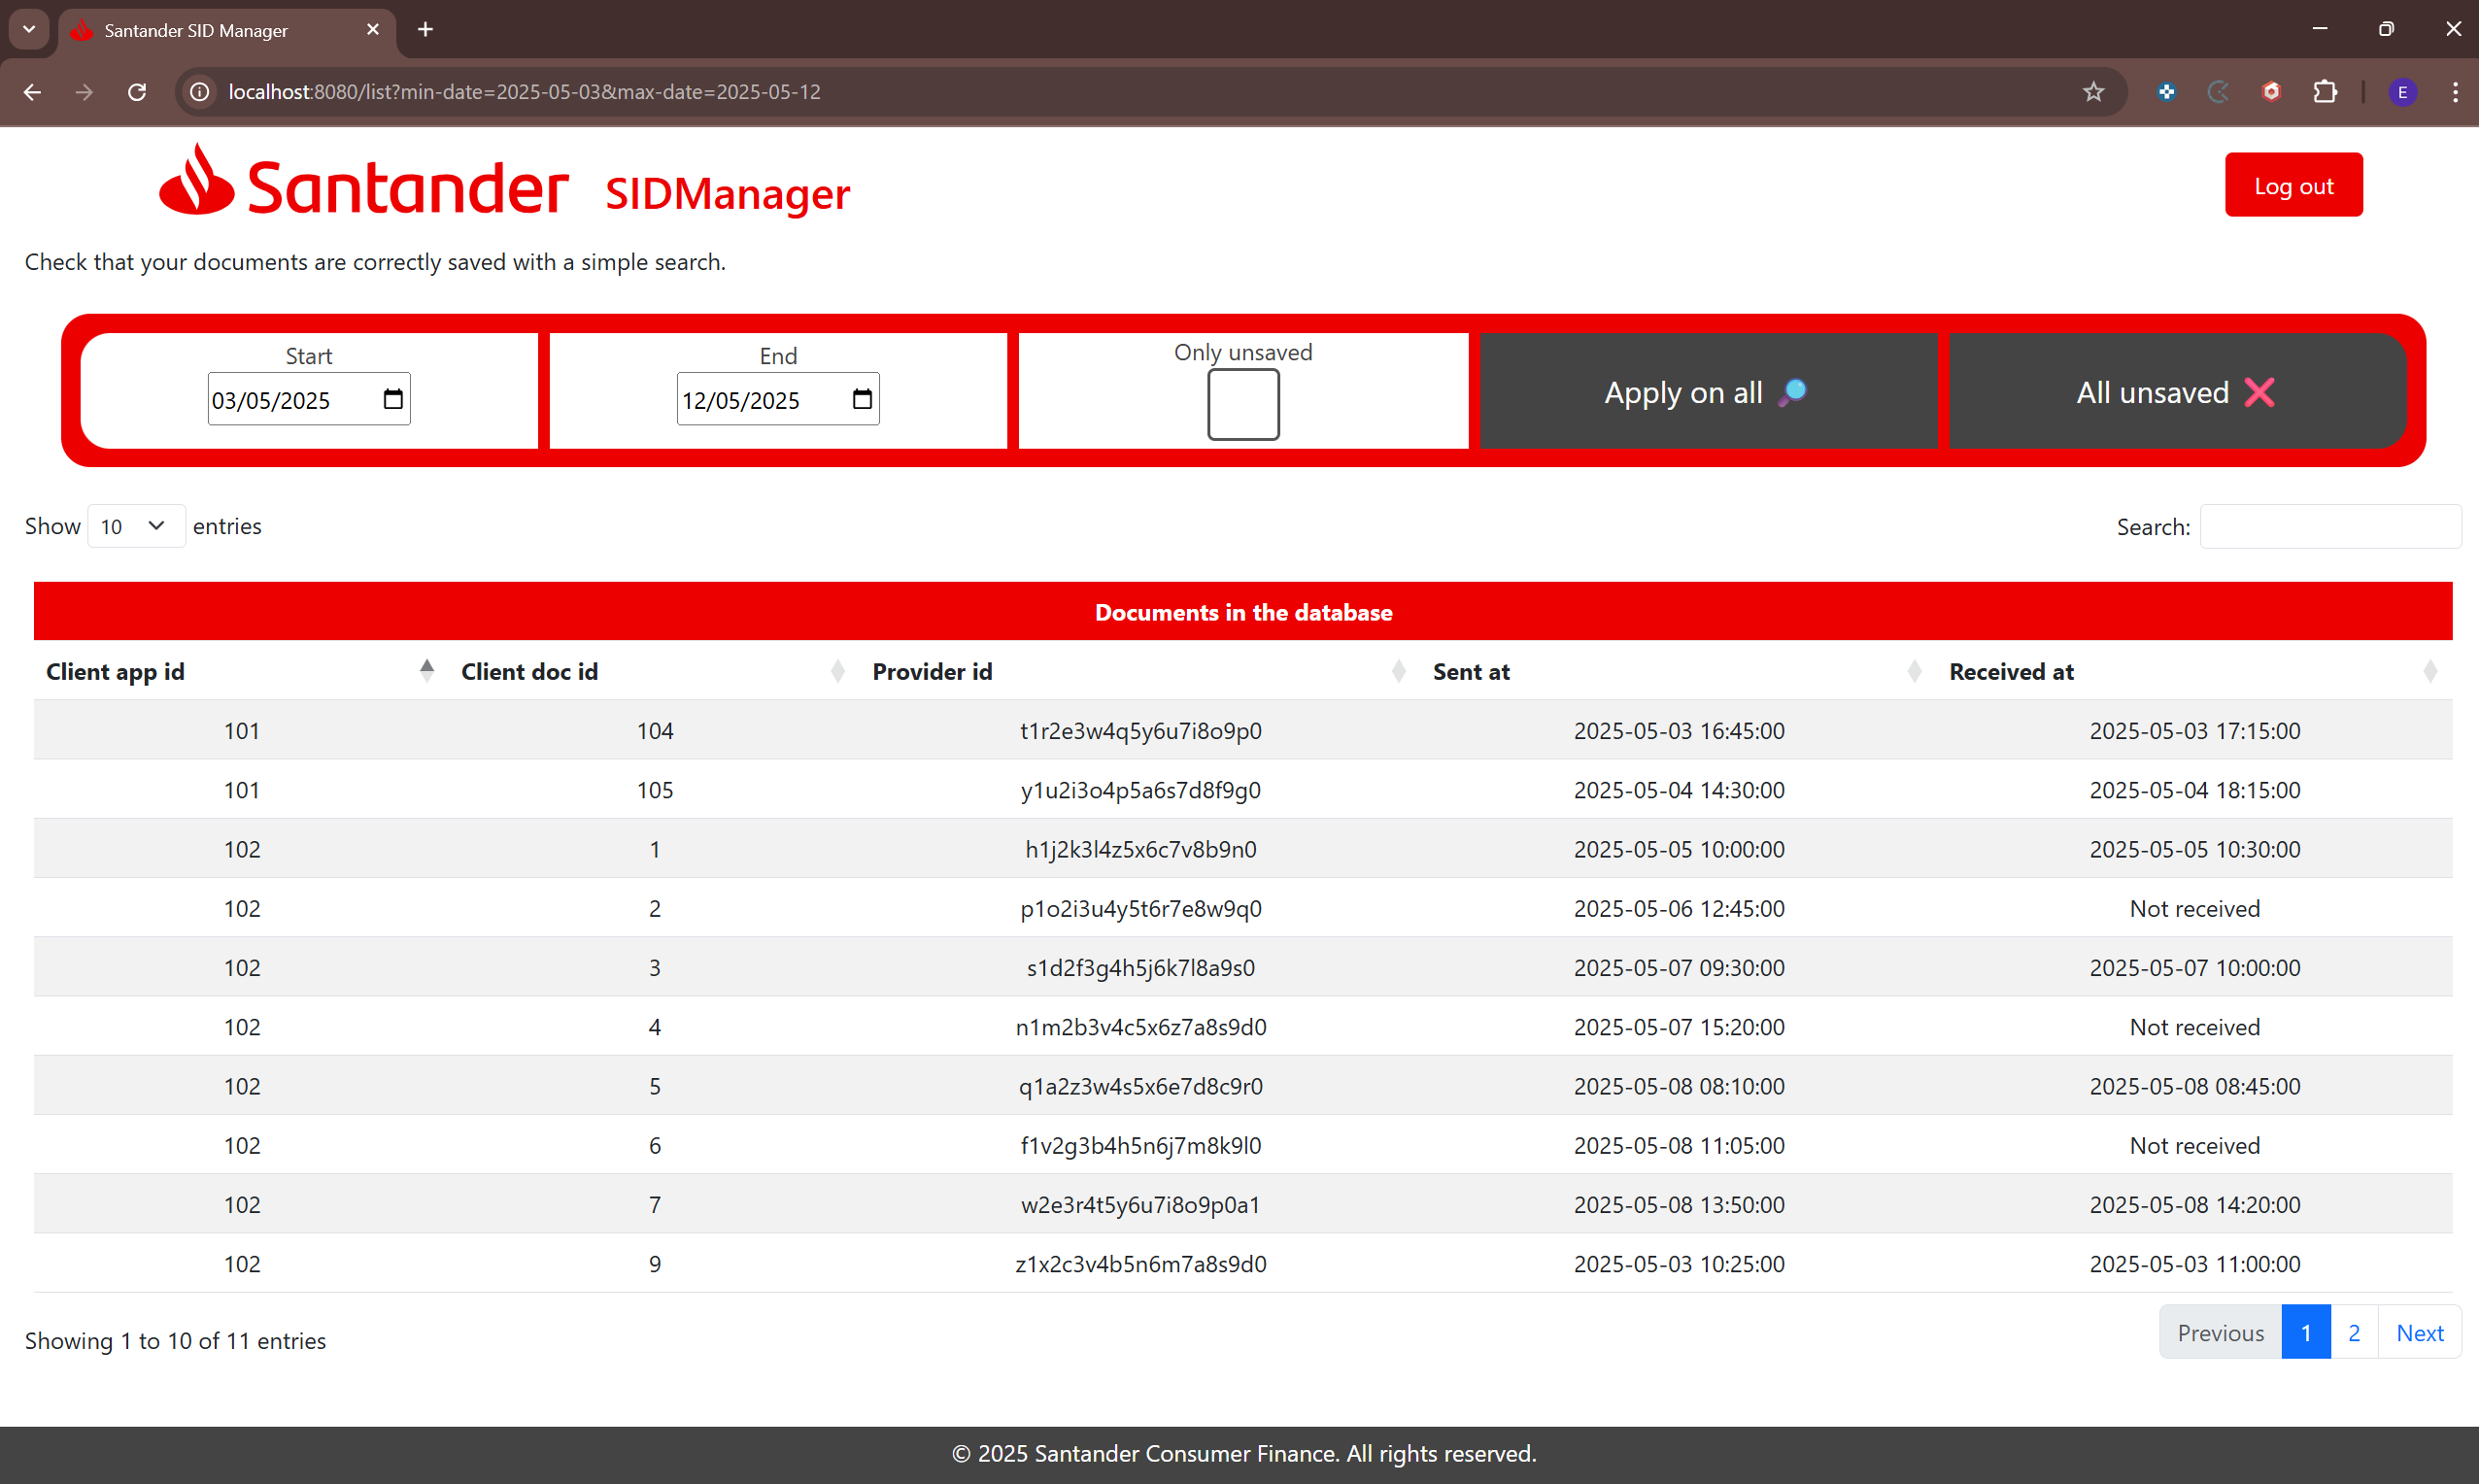 Santander SID Manager
localhost:8080/list?min-date=2025-05-03&max-date=2025-05-12
E
Santander SIDManager
Log out
Check that your documents are correctly saved with a simple search.
Start End Only unsaved
03/05/2025 12/05/2025 Apply on all All unsaved
Show 10 entries Search:
Documents in the database
Client app id Client doc id Provider id Sent at Received at
101 104 t1r2e3w4q5y6u7i8o9p0 2025-05-03 16:45:00 2025-05-03 17:15:00
101 105 y1u2i3o4p5a6s7d8f9g0 2025-05-04 14:30:00 2025-05-04 18:15:00
102 1 h1j2k3l4z5x6c7v8b9n0 2025-05-05 10:00:00 2025-05-05 10:30:00
102 2 p1o2i3u4y5t6r7e8w9q0 2025-05-06 12:45:00 Not received
102 3 s1d2f3g4h5j6k7l8a9s0 2025-05-07 09:30:00 2025-05-07 10:00:00
102 4 n1m2b3v4c5x6z7a8s9d0 2025-05-07 15:20:00 Not received
102 5 q1a2z3w4s5x6e7d8c9r0 2025-05-08 08:10:00 2025-05-08 08:45:00
102 6 f1v2g3b4h5n6j7m8k9l0 2025-05-08 11:05:00 Not received
102 7 w2e3r4t5y6u7i8o9p0a1 2025-05-08 13:50:00 2025-05-08 14:20:00
102 9 z1x2c3v4b5n6m7a8s9d0 2025-05-03 10:25:00 2025-05-03 11:00:00
Showing 1 to 10 of 11 entries Previous 1 2 Next
© 2025 Santander Consumer Finance. All rights reserved.